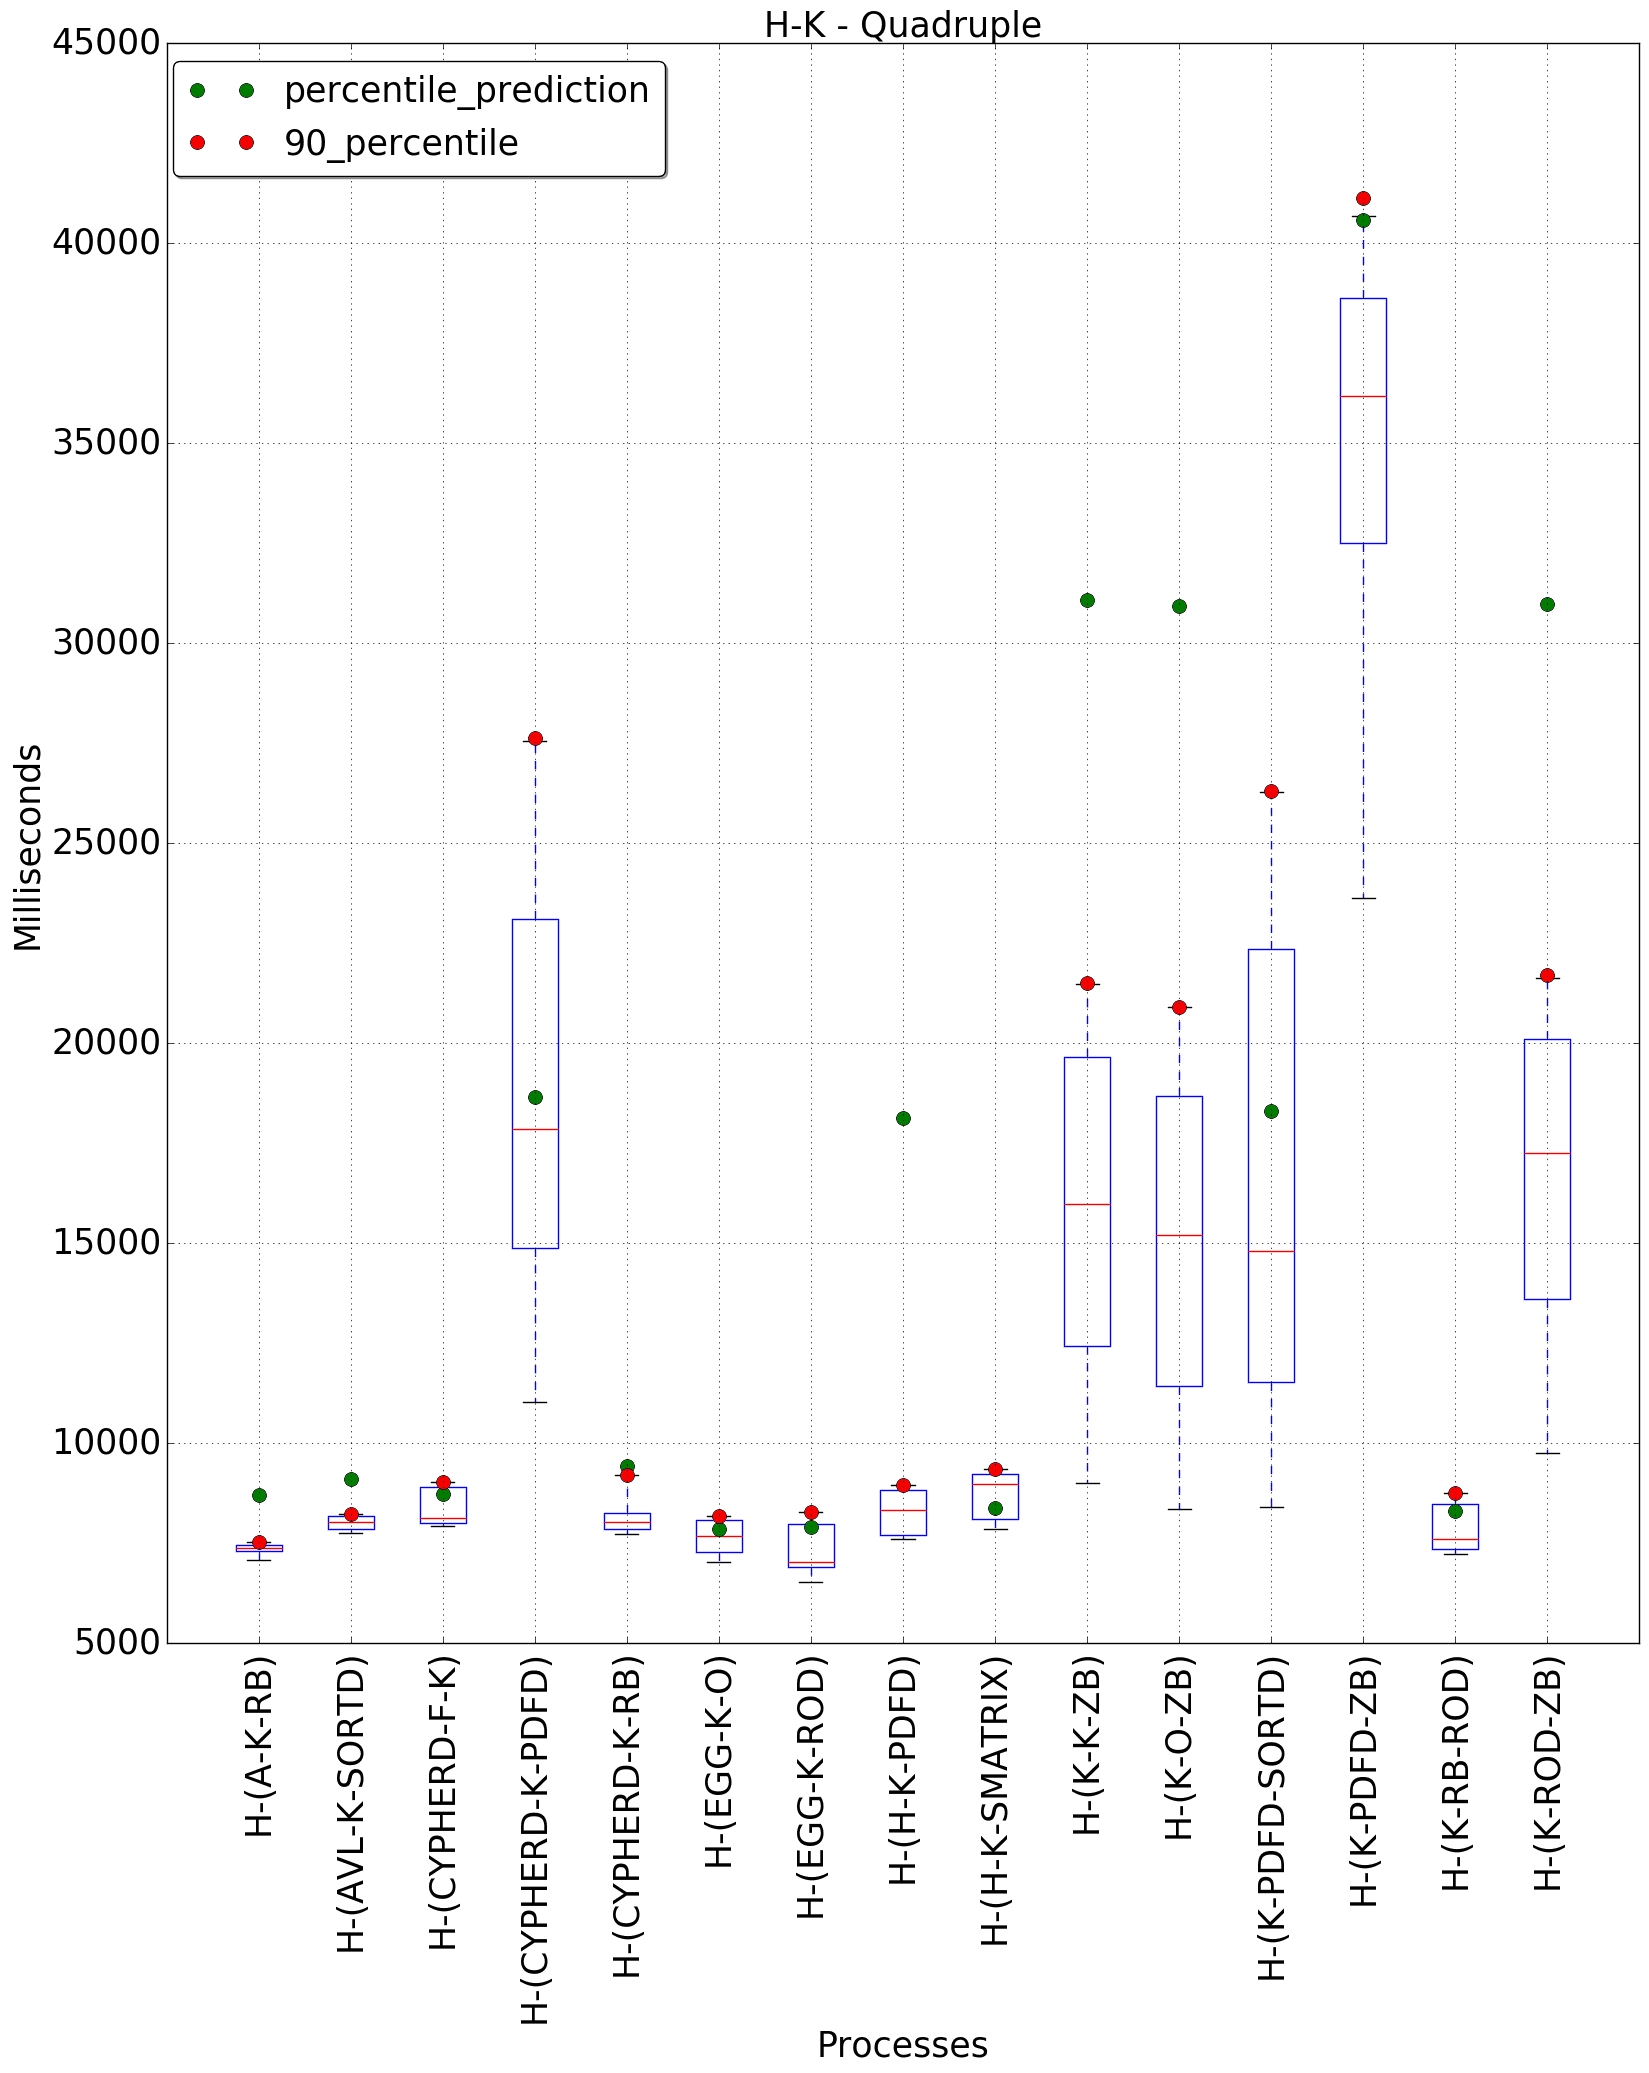 H-K - Quadruple
percentile_prediction
90_percentile
45000
40000
35000
30000
25000
20000
15000
10000
5000
Milliseconds
H-(A-K-RB)
H-(AVL-K-SORTD)
H-(CYPHERD-F-K)
H-(CYPHERD-K-PDFD)
H-(CYPHERD-K-RB)
H-(EGG-K-O)
H-(EGG-K-ROD)
H-(H-K-PDFD)
H-(H-K-SMATRIX)
H-(K-K-ZB)
H-(K-O-ZB)
H-(K-PDFD-SORTD)
H-(K-PDFD-ZB)
H-(K-RB-ROD)
H-(K-ROD-ZB)
Processes